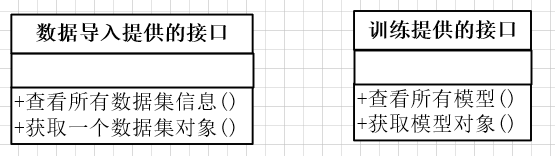 数据导入提供的接口
+查看所有数据集信息()
+获取一个数据集对象()
训练提供的接口
+查看所有模型()
+获取模型对象()